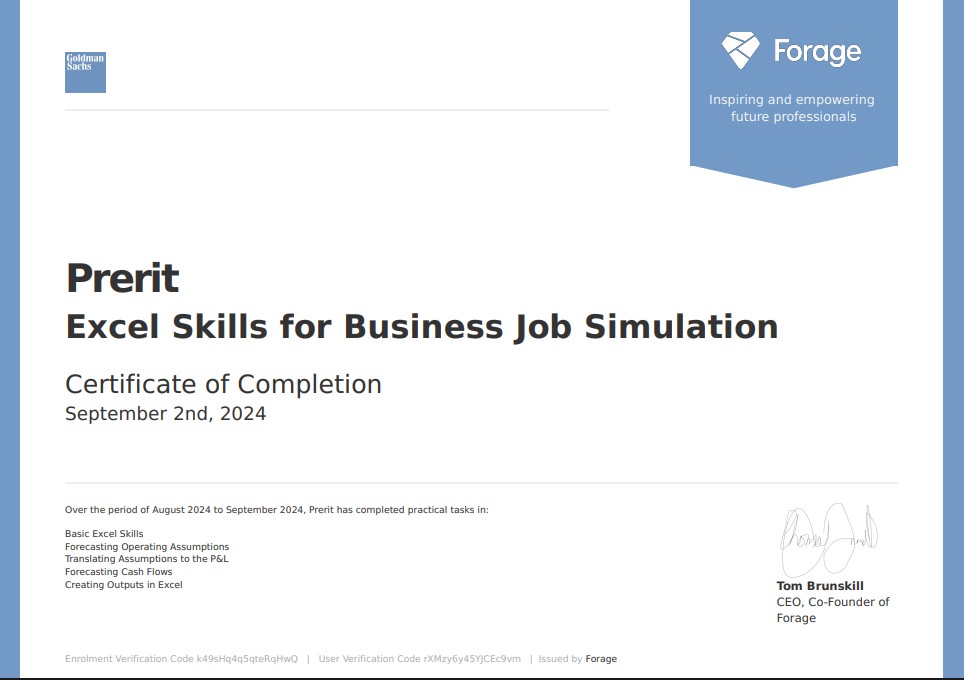 Goldman
Sachs
Forage
Inspiring and empowering
future professionals
Prerit
Excel Skills for Business Job Simulation
Certificate of Completion
September 2nd, 2024
Over the period of August 2024 to September 2024, Prerit has completed practical tasks in:
Basic Excel Skills
Forecasting Operating Assumptions
Translating Assumptions to the P&L
Forecasting Cash Flows
Creating Outputs in Excel
Tom Brunskill
CEO, Co-Founder of
Forage
Enrolment Verification Code k49sHq4q5qteRqHwQ | User Verification Code rXMzy6y45YJCEc9vm | Issued by Forage